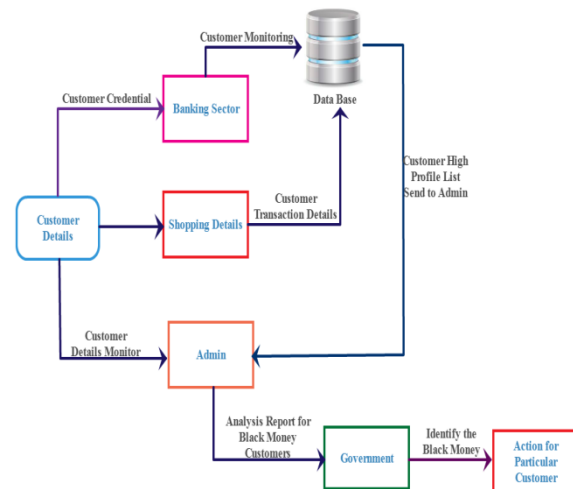 Customer Monitoring
Customer Credential
Banking Sector
Data Base
Customer High
Profile List
Send to Admin
Customer
Transaction Details
Customer
Details
Shopping Details
Customer
Details Monitor
Admin
Analysis Report for
Black Money
Customers
Government
Identify the
Black Money
Action for
Particular
Customer